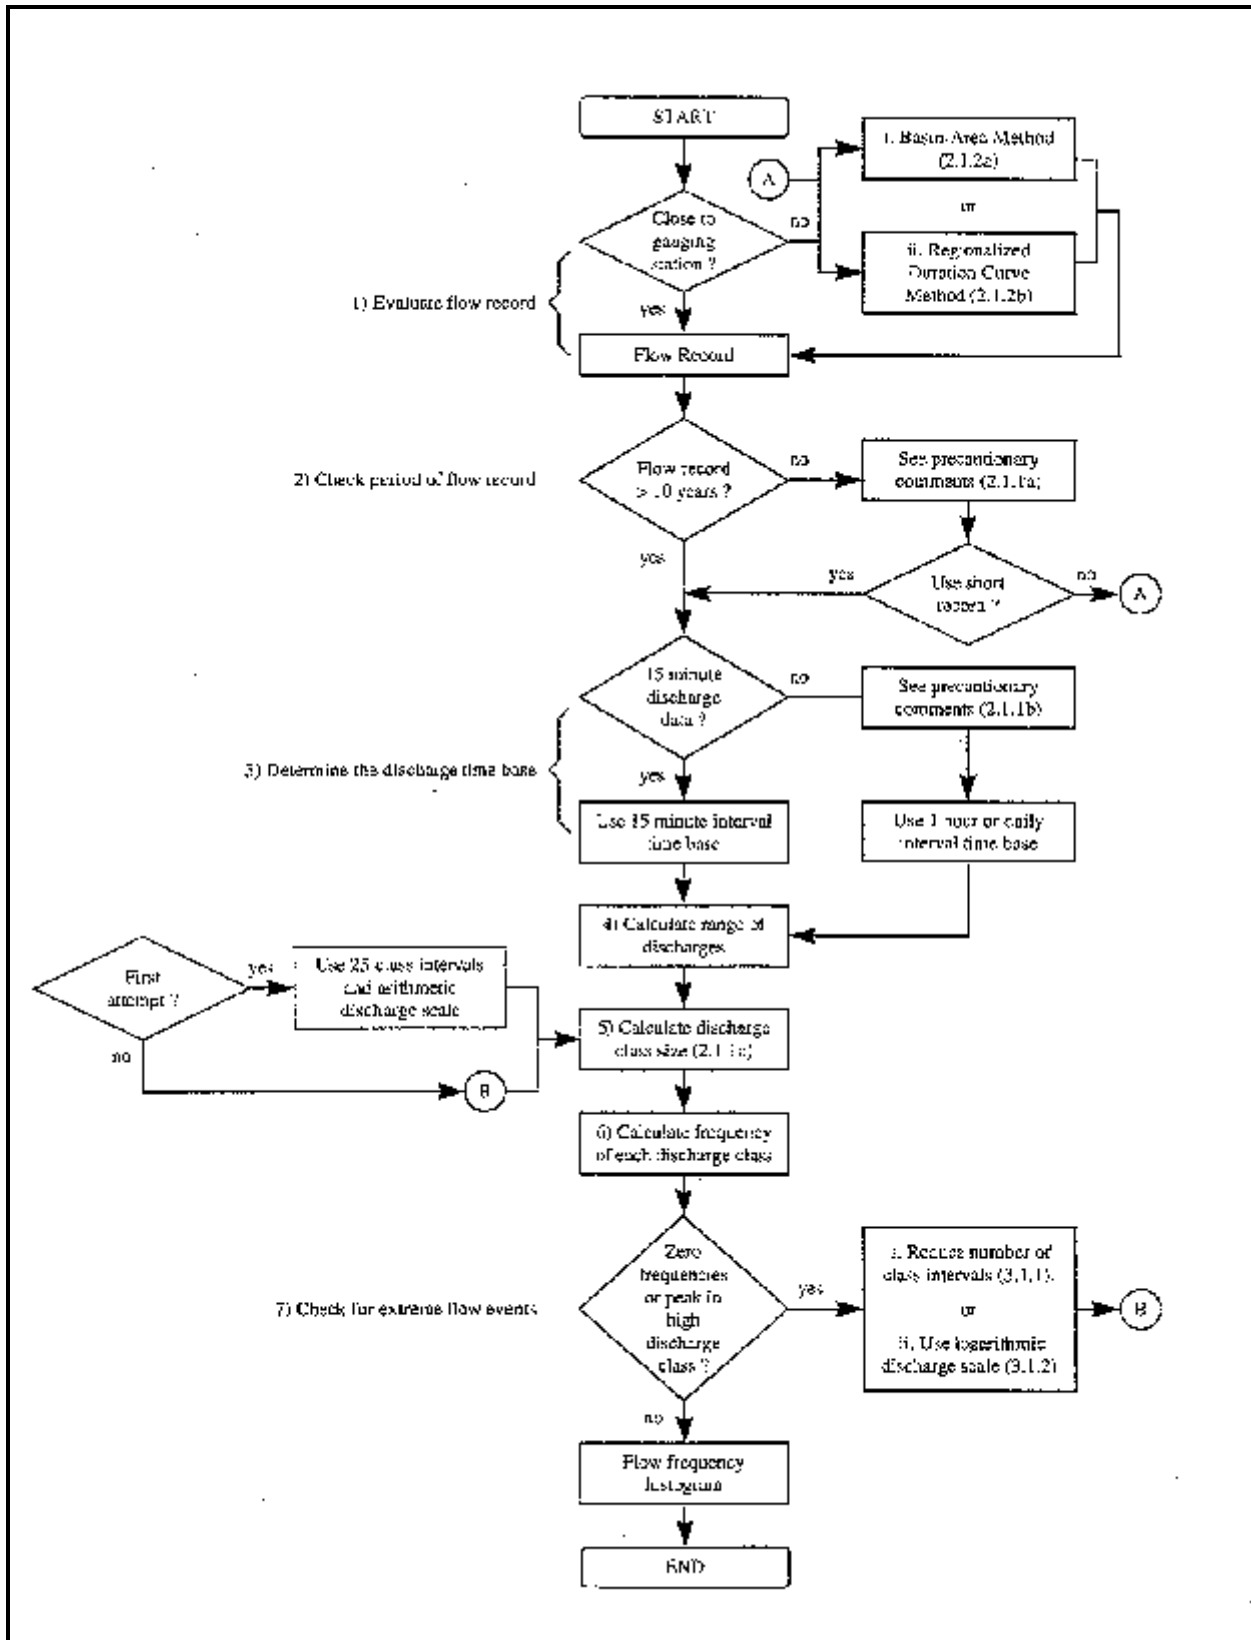 START
A
i. Basin-Area Method
(2.1.2a)
or
ii. Regionalized
Duration Curve
Method (2.1.2b)
Close to
gauging
station ?
no
yes
1) Evaluate flow record
Flow Record
2) Check period of flow record
Flow record
> 10 years ?
no
yes
See precautionary
comments (2.1.1a)
Use short
record ?
yes
no
A
15 minute
discharge
data ?
no
yes
See precautionary
comments (2.1.1b)
3) Determine the discharge time base
Use 15 minute interval
time base
Use 1 hour or daily
interval time base
4) Calculate range of
discharges
First
attempt ?
yes
no
Use 25 class intervals
and arithmetic
discharge scale
B
5) Calculate discharge
class size (2.1.1c)
6) Calculate frequency
of each discharge class
7) Check for extreme flow events
Zero
frequencies
or peak in
high
discharge
class ?
yes
no
i. Reduce number of
class intervals (3.1.1).
or
ii. Use logarithmic
discharge scale (3.1.2)
B
Flow frequency
histogram
END